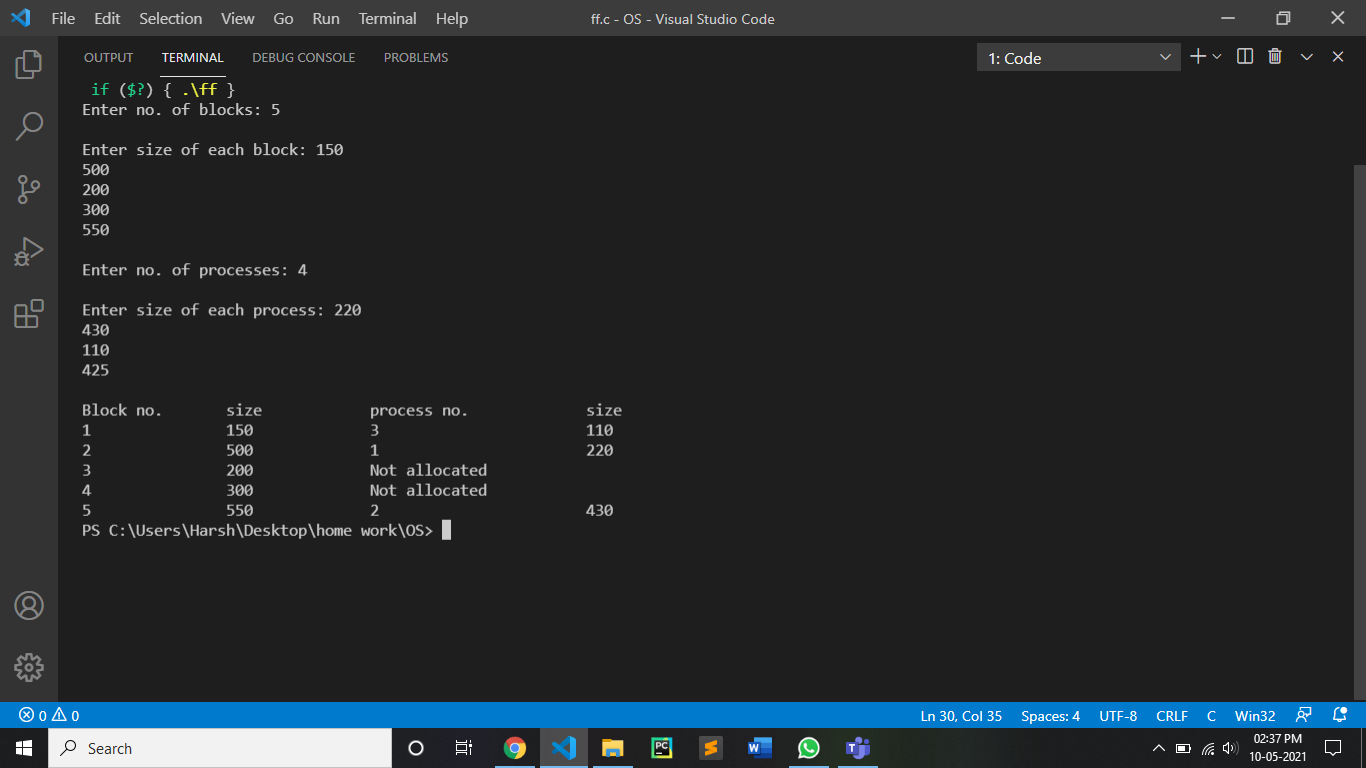 File Edit Selection View Go Run Terminal Help ff.c - OS - Visual Studio Code
OUTPUT TERMINAL DEBUG CONSOLE PROBLEMS 1: Code
if ($?) { .\ff }
Enter no. of blocks: 5
Enter size of each block: 150
500
200
300
550
Enter no. of processes: 4
Enter size of each process: 220
430
110
425
Block no. size process no. size
1 150 3 110
2 500 1 220
3 200 Not allocated
4 300 Not allocated
5 550 2 430
PS C:\Users\Harsh\Desktop\home work\OS>
0 0 Ln 30, Col 35 Spaces: 4 UTF-8 CRLF C Win32
Search PC W 02:37 PM
10-05-2021